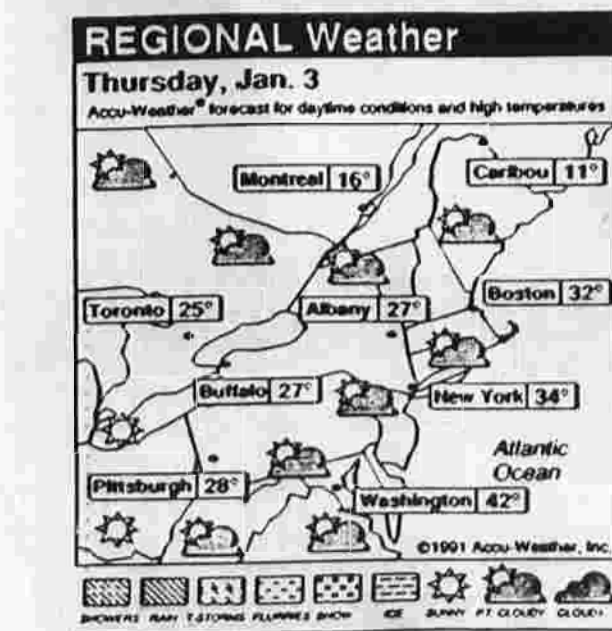 REGIONAL Weather
Thursday, Jan. 3
Accu-Weather® forecast for daytime conditions and high temperatures
Montreal 16°
Caribou 11°
Toronto 25°
Albany 27°
Boston 32°
Buffalo 27°
New York 34°
Atlantic
Ocean
Pittsburgh 28°
Washington 42°
©1991 Accu-Weather, Inc.
SHOWERS RAIN T-STORMS FLURRIES SNOW ICE SUNNY PT. CLOUDY CLOUDY